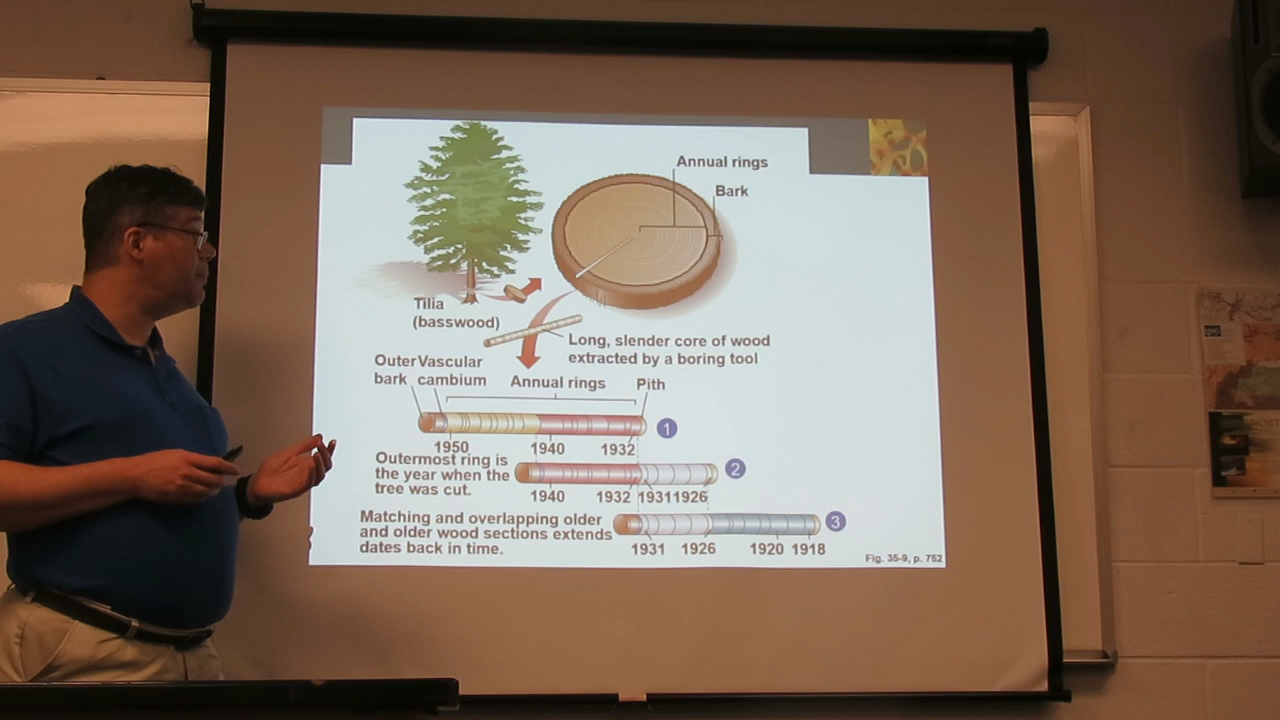 Annual rings
Bark
Tilia
(basswood)
Long, slender core of wood
extracted by a boring tool
Outer Vascular
bark cambium
Annual rings
Pith
1
1950 1940 1932
Outermost ring is
the year when the
tree was cut.
2
1940 1932 1931 1926
Matching and overlapping older
and older wood sections extends
dates back in time.
3
1931 1926 1920 1918
Fig. 35-9, p. 752